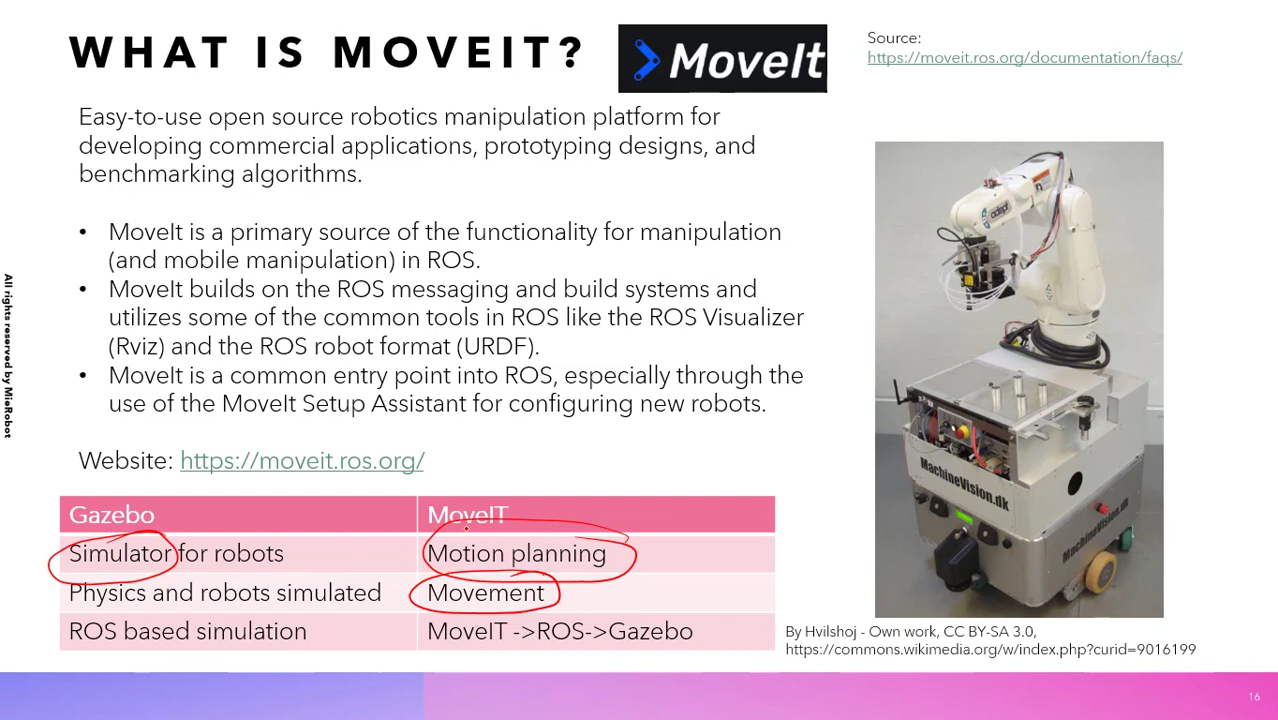 WHAT IS MOVEIT?
MoveIt
Source:
https://moveit.ros.org/documentation/faqs/
Easy-to-use open source robotics manipulation platform for
developing commercial applications, prototyping designs, and
benchmarking algorithms.
• MoveIt is a primary source of the functionality for manipulation
(and mobile manipulation) in ROS.
• MoveIt builds on the ROS messaging and build systems and
utilizes some of the common tools in ROS like the ROS Visualizer
(Rviz) and the ROS robot format (URDF).
• MoveIt is a common entry point into ROS, especially through the
use of the MoveIt Setup Assistant for configuring new robots.
Website: https://moveit.ros.org/
Gazebo MoveIT
Simulator for robots Motion planning
Physics and robots simulated Movement
ROS based simulation MoveIT ->ROS->Gazebo
adept
MachineVision.dk
MachineVision.dk
By Hvilshoj - Own work, CC BY-SA 3.0,
https://commons.wikimedia.org/w/index.php?curid=9016199
All rights reserved by MioRobot
16